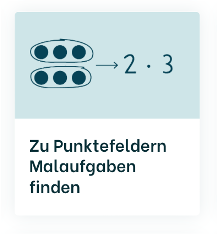 → 2 · 3
Zu Punktefeldern
Malaufgaben
finden